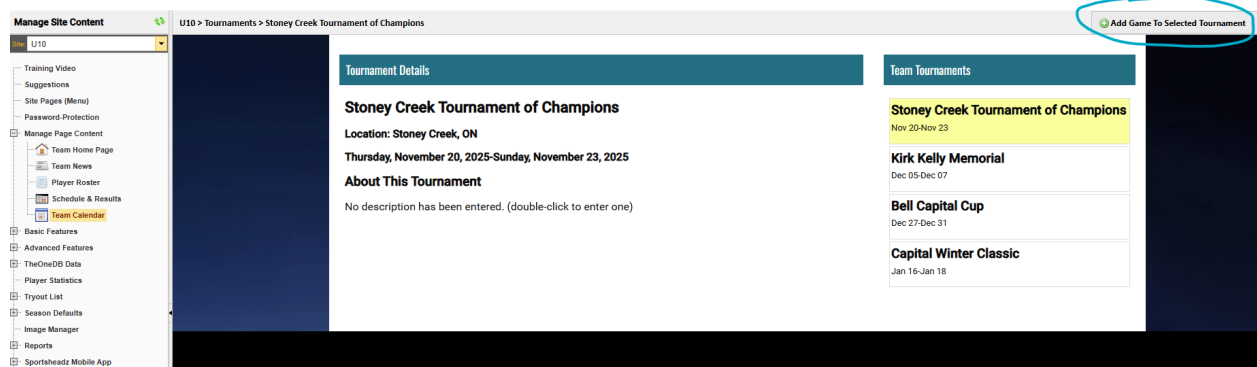 Manage Site Content
U10 > Tournaments > Stoney Creek Tournament of Champions
Add Game To Selected Tournament
Site: U10
Training Video
Suggestions
Site Pages (Menu)
Password-Protection
Manage Page Content
Team Home Page
Team News
Player Roster
Schedule & Results
Team Calendar
Basic Features
Advanced Features
TheOneDB Data
Player Statistics
Tryout List
Season Defaults
Image Manager
Reports
Sportsheadz Mobile App
Tournament Details
Stoney Creek Tournament of Champions
Location: Stoney Creek, ON
Thursday, November 20, 2025-Sunday, November 23, 2025
About This Tournament
No description has been entered. (double-click to enter one)
Team Tournaments
Stoney Creek Tournament of Champions
Nov 20-Nov 23
Kirk Kelly Memorial
Dec 05-Dec 07
Bell Capital Cup
Dec 27-Dec 31
Capital Winter Classic
Jan 16-Jan 18